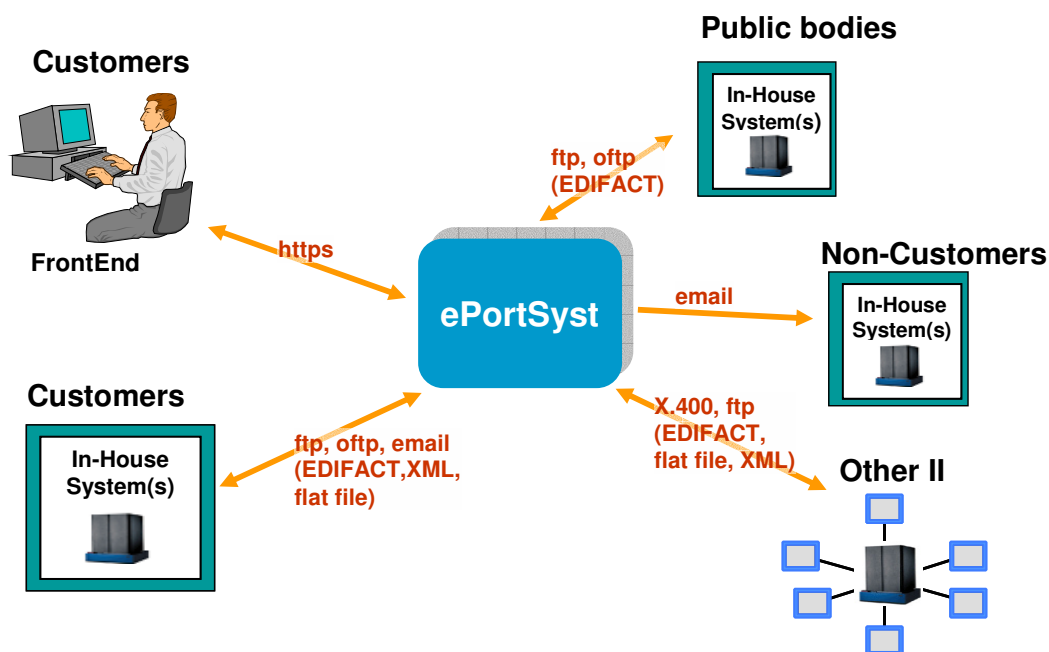 Public bodies
Customers
In-House
System(s)
ftp, oftp
(EDIFACT)
FrontEnd
https
Non-Customers
ePortSyst
email
In-House
System(s)
Customers
X.400, ftp
(EDIFACT,
flat file, XML)
ftp, oftp, email
(EDIFACT,XML,
flat file)
In-House
System(s)
Other II